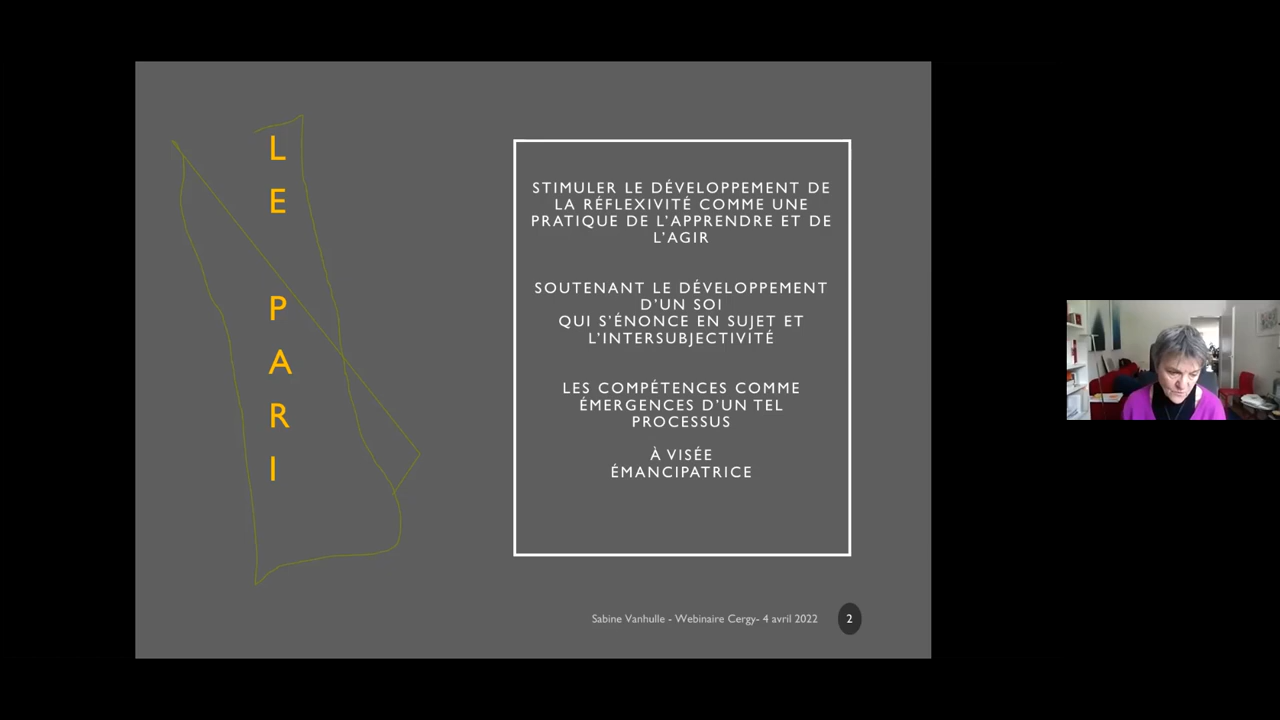 L
E
P
A
R
I
STIMULER LE DÉVELOPPEMENT DE
LA RÉFLEXIVITÉ COMME UNE
PRATIQUE DE L'APPRENDRE ET DE
L'AGIR
SOUTENANT LE DÉVELOPPEMENT
D'UN SOI
QUI S'ÉNONCE EN SUJET ET
L'INTERSUBJECTIVITÉ
LES COMPÉTENCES COMME
ÉMERGENCES D'UN TEL
PROCESSUS
À VISÉE
ÉMANCIPATRICE
Sabine Vanhulle - Webinaire Cergy- 4 avril 2022
2